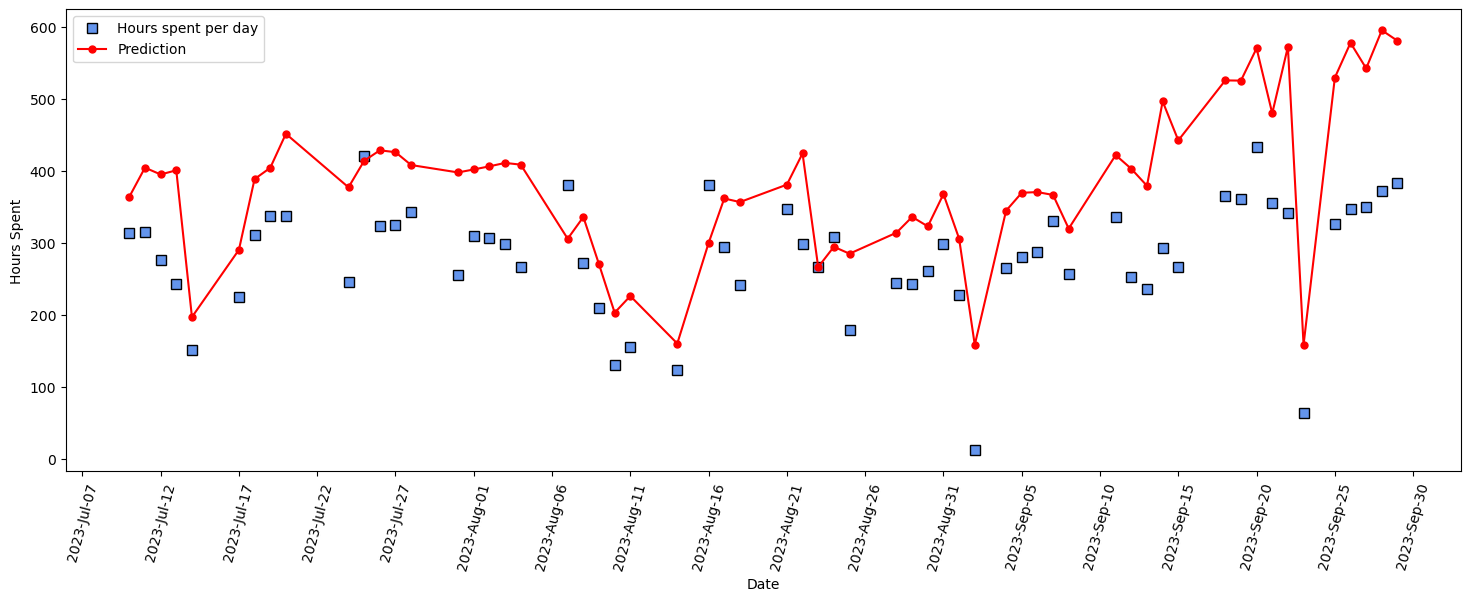 Hours spent per day
Prediction
600
500
400
300
200
100
0
Hours Spent
2023-Jul-07
2023-Jul-12
2023-Jul-17
2023-Jul-22
2023-Jul-27
2023-Aug-01
2023-Aug-06
2023-Aug-11
2023-Aug-16
2023-Aug-21
2023-Aug-26
2023-Aug-31
2023-Sep-05
2023-Sep-10
2023-Sep-15
2023-Sep-20
2023-Sep-25
2023-Sep-30
Date